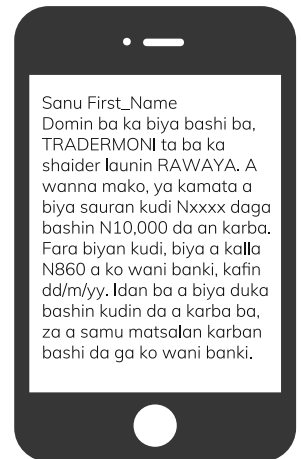 Sanu First_Name
Domin ba ka biya bashi ba,
TRADERMONI ta ba ka
shaider launin RAWAYA. A
wanna mako, ya kamata a
biya sauran kudi Nxxxx daga
bashin N10,000 da an karba.
Fara biyan kudi, biya a kalla
N860 a ko wani banki, kafin
dd/m/yy. Idan ba a biya duka
bashin kudin da a karba ba,
za a samu matsalan karban
bashi da ga ko wani banki.